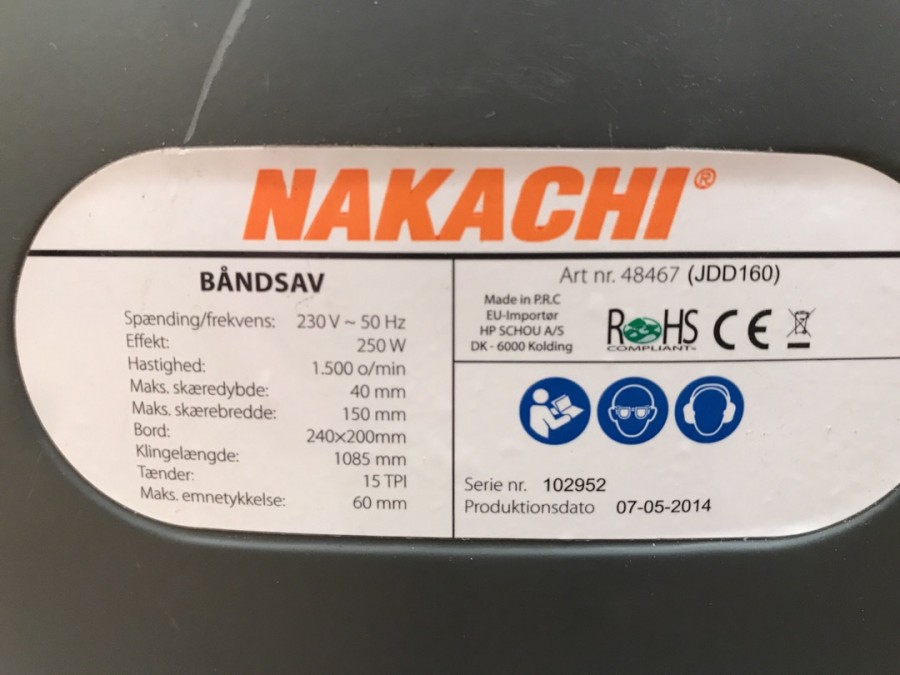 NAKACHI®
BÅNDSAV
Spænding/frekvens: 230 V ~ 50 Hz
Effekt: 250 W
Hastighed: 1.500 o/min
Maks. skæredybde: 40 mm
Maks. skærebredde: 150 mm
Bord: 240×200mm
Klingelængde: 1085 mm
Tænder: 15 TPI
Maks. emnetykkelse: 60 mm
Art nr. 48467 (JDD160)
Made in P.R.C
EU-Importør
HP SCHOU A/S
DK - 6000 Kolding
RoHS
COMPLIANT
CE
Serie nr. 102952
Produktionsdato 07-05-2014